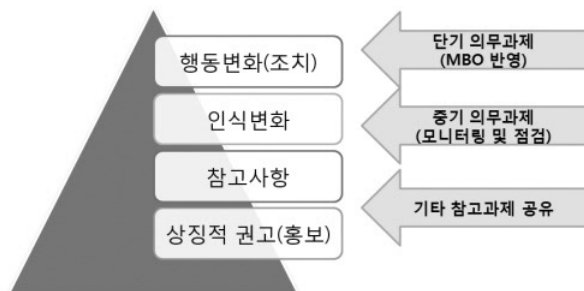 행동변화(조치)
인식변화
참고사항
상징적 권고(홍보)
단기 의무과제
(MBO 반영)
중기 의무과제
(모니터링 및 점검)
기타 참고과제 공유